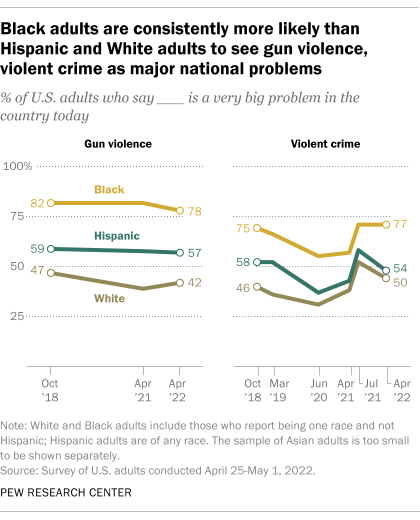 Black adults are consistently more likely than
Hispanic and White adults to see gun violence,
violent crime as major national problems
% of U.S. adults who say ___ is a very big problem in the
country today
Gun violence
100%
75
50
25
Black
82
78
Hispanic
59
57
47
42
White
Oct '18
Apr '21
Apr '22
Violent crime
75
77
58
54
46
50
Oct '18
Mar '19
Jun '20
Apr '21
Jul '21
Apr '22
Note: White and Black adults include those who report being one race and not
Hispanic; Hispanic adults are of any race. The sample of Asian adults is too small
to be shown separately.
Source: Survey of U.S. adults conducted April 25-May 1, 2022.
PEW RESEARCH CENTER